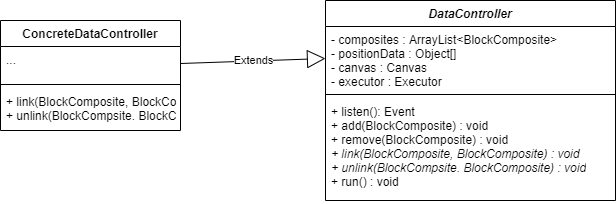 ConcreteDataController
...
+ link(BlockComposite, BlockCo
+ unlink(BlockCompsite. BlockC
Extends
DataController
- composites : ArrayList<BlockComposite>
- positionData : Object[]
- canvas : Canvas
- executor : Executor
+ listen(): Event
+ add(BlockComposite) : void
+ remove(BlockComposite) : void
+ link(BlockComposite, BlockComposite) : void
+ unlink(BlockCompsite. BlockComposite) : void
+ run() : void